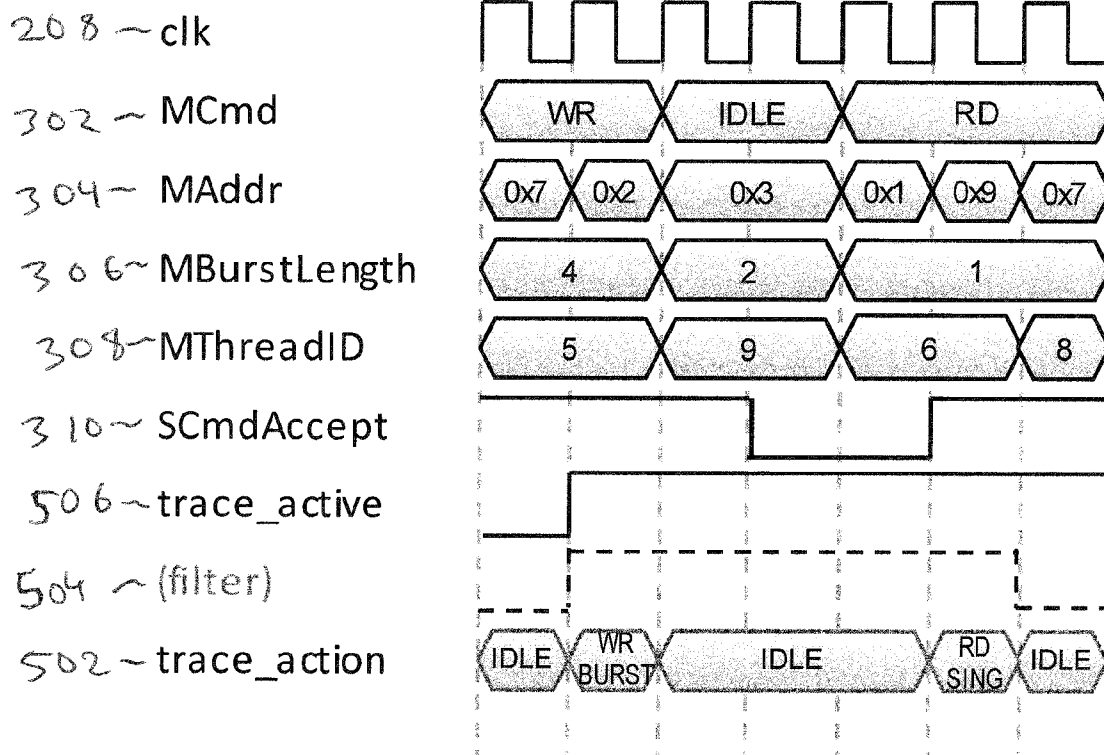 208 ~ clk
302 ~ MCmd WR IDLE RD
304 ~ MAddr 0x7 0x2 0x3 0x1 0x9 0x7
306 ~ MBurstLength 4 2 1
308 ~ MThreadID 5 9 6 8
310 ~ SCmdAccept
506 ~ trace_active
504 ~ (filter)
502 ~ trace_action IDLE WR BURST IDLE RD SING IDLE